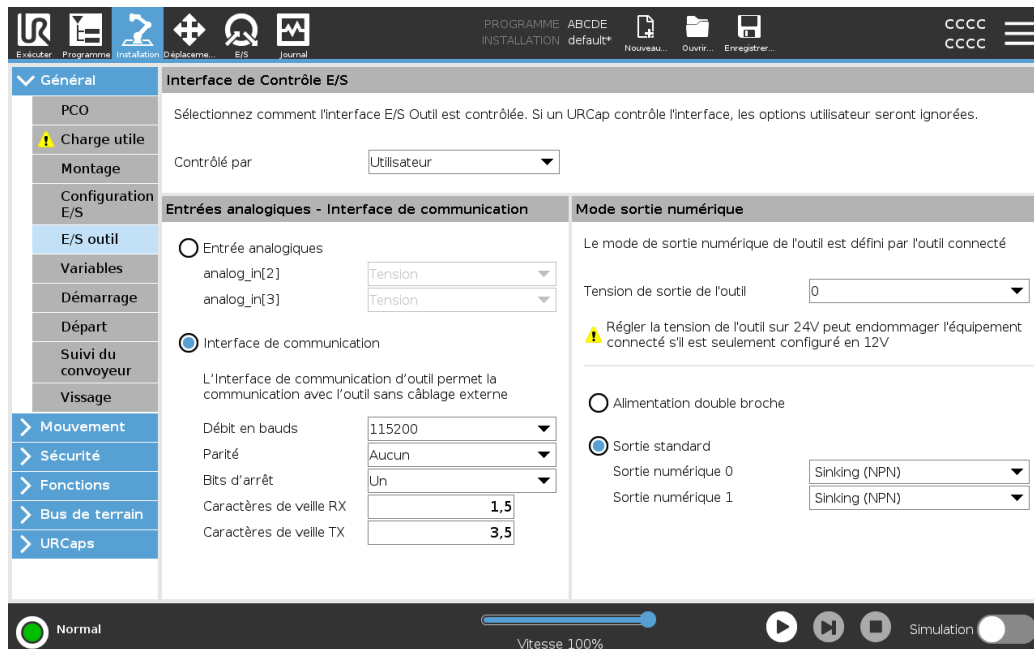 PROGRAMME ABCDE
INSTALLATION default*
CCCC
CCCC
Exécuter Programme Installation Déplaceme... E/S Journal Nouveau... Ouvrir... Enregistrer...
Général
PCO
Charge utile
Montage
Configuration
E/S
E/S outil
Variables
Démarrage
Départ
Suivi du
convoyeur
Vissage
Mouvement
Sécurité
Fonctions
Bus de terrain
URCaps
Interface de Contrôle E/S
Sélectionnez comment l'interface E/S Outil est contrôlée. Si un URCap contrôle l'interface, les options utilisateur seront ignorées.
Contrôlé par Utilisateur
Entrées analogiques - Interface de communication
Entrée analogiques
analog_in[2] Tension
analog_in[3] Tension
Interface de communication
L'Interface de communication d'outil permet la
communication avec l'outil sans câblage externe
Débit en bauds 115200
Parité Aucun
Bits d'arrêt Un
Caractères de veille RX 1,5
Caractères de veille TX 3,5
Mode sortie numérique
Le mode de sortie numérique de l'outil est défini par l'outil connecté
Tension de sortie de l'outil 0
Régler la tension de l'outil sur 24V peut endommager l'équipement
connecté s'il est seulement configuré en 12V
Alimentation double broche
Sortie standard
Sortie numérique 0 Sinking (NPN)
Sortie numérique 1 Sinking (NPN)
Normal
Vitesse 100%
Simulation